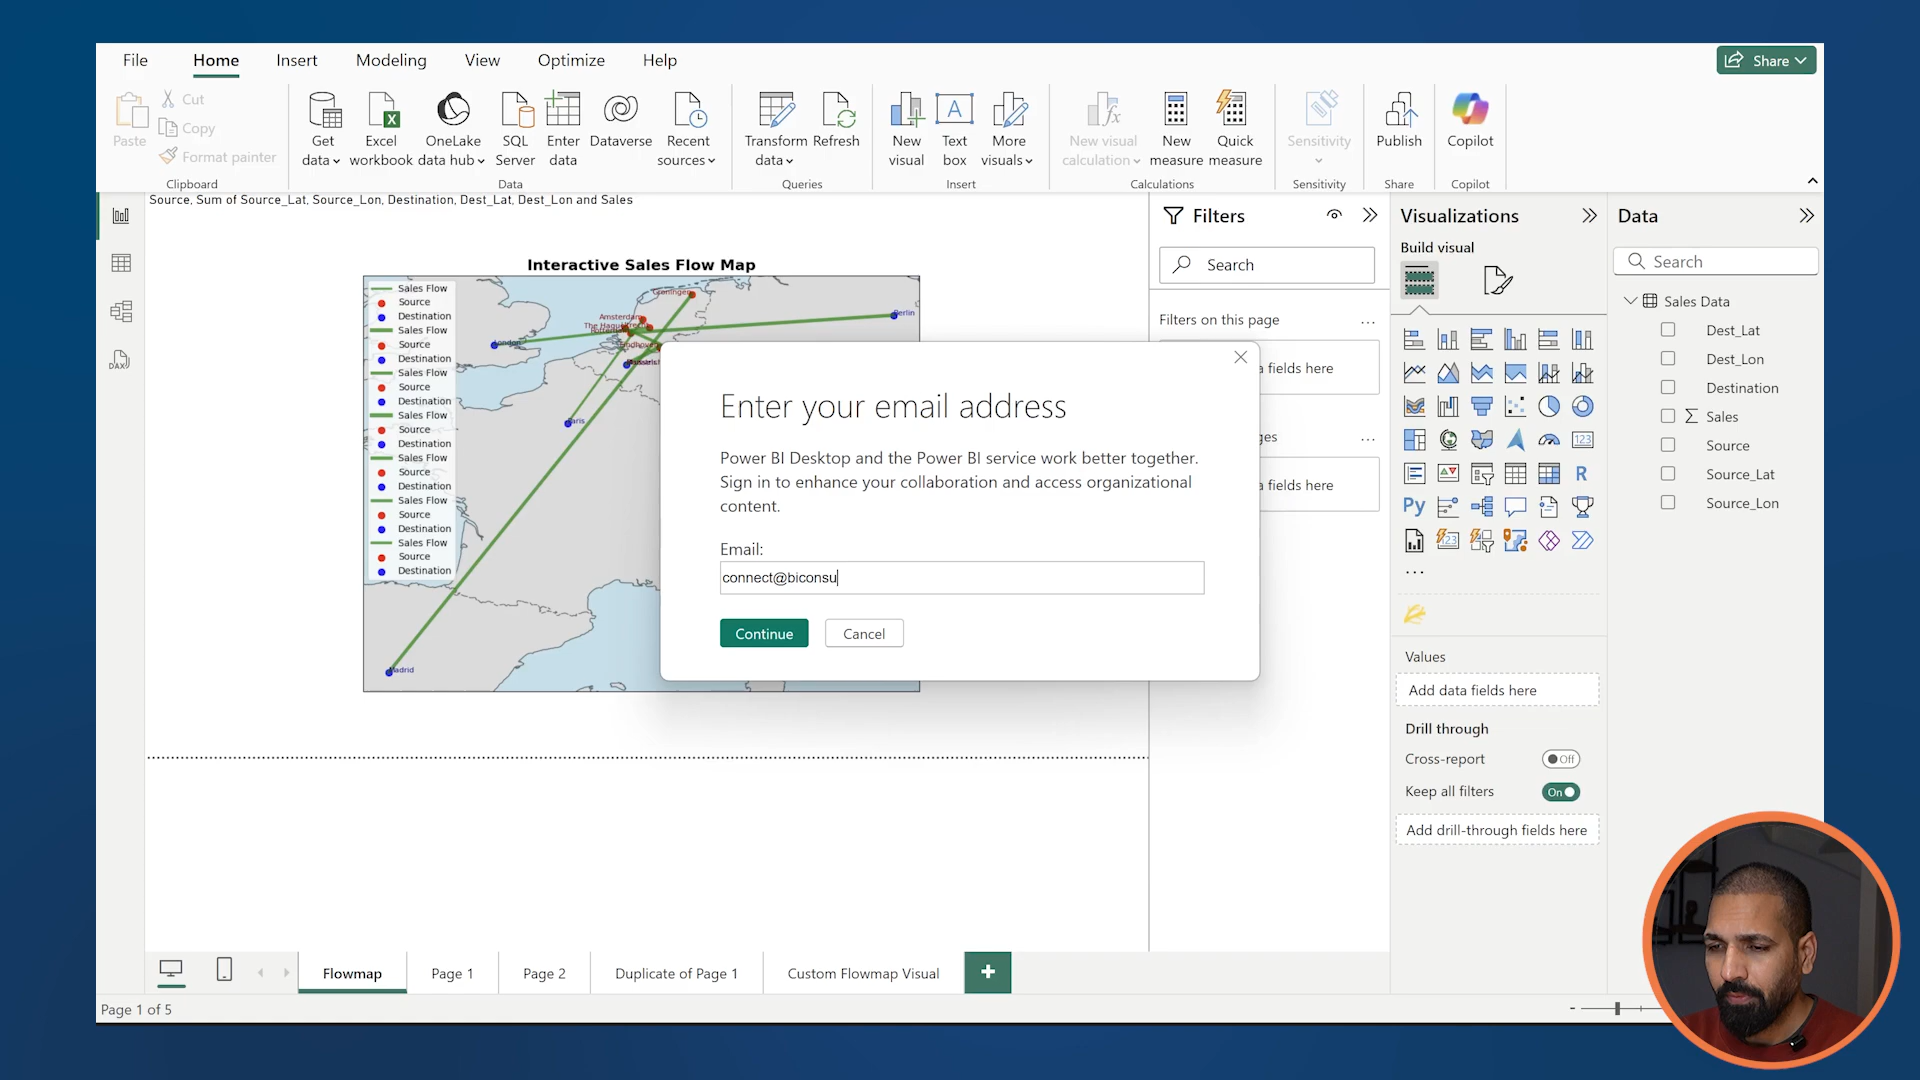 File
Home
Insert
Modeling
View
Optimize
Help
Share
Paste
Cut
Copy
Format painter
Clipboard
Get
data
Excel
workbook
OneLake
data hub
SQL
Server
Enter
data
Dataverse
Recent
sources
Data
Transform
data
Refresh
Queries
New
visual
A
Text
box
More
visuals
Insert
New visual
calculation
New
measure
Quick
measure
Calculations
Sensitivity
Sensitivity
Publish
Share
Copilot
Copilot
Source, Sum of Source_Lat, Source_Lon, Destination, Dest_Lat, Dest_Lon and Sales
Interactive Sales Flow Map
Sales Flow
Source
Destination
Sales Flow
Source
Destination
Sales Flow
Source
Destination
Sales Flow
Source
Destination
Sales Flow
Source
Destination
Sales Flow
Source
Destination
Sales Flow
Source
Destination
Groningen
Amsterdam
The Hague
London
Berlin
Paris
Madrid
Enter your email address
Power BI Desktop and the Power BI service work better together.
Sign in to enhance your collaboration and access organizational
content.
Email:
connect@biconsu
Continue
Cancel
Filters
Search
Filters on this page
...
a fields here
ges
...
a fields here
Visualizations
Build visual
123
R
Py
123
...
Values
Add data fields here
Drill through
Cross-report
Off
Keep all filters
On
Add drill-through fields here
Data
Search
Sales Data
Dest_Lat
Dest_Lon
Destination
Sales
Source
Source_Lat
Source_Lon
DAX
Flowmap
Page 1
Page 2
Duplicate of Page 1
Custom Flowmap Visual
+
Page 1 of 5